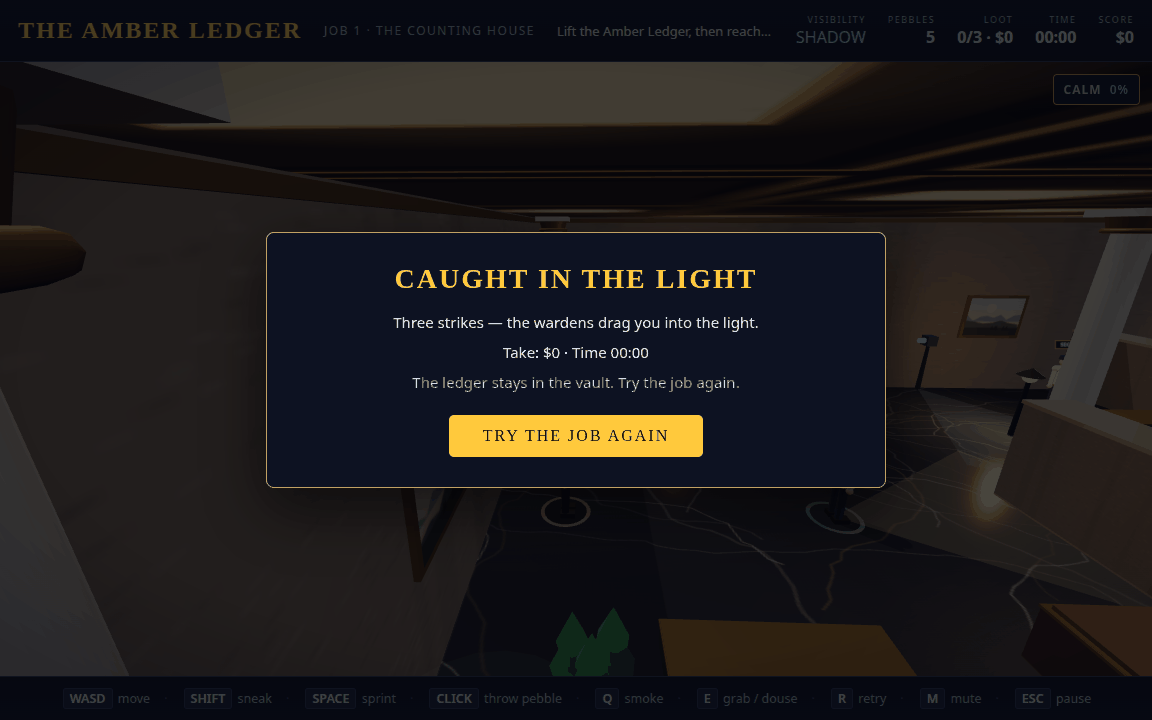 THE AMBER LEDGER JOB 1 · THE COUNTING HOUSE Lift the Amber Ledger, then reach...
VISIBILITY PEBBLES LOOT TIME SCORE
SHADOW 5 0/3 · $0 00:00 $0
CALM 0%
CAUGHT IN THE LIGHT
Three strikes — the wardens drag you into the light.
Take: $0 · Time 00:00
The ledger stays in the vault. Try the job again.
TRY THE JOB AGAIN
WASD move · SHIFT sneak · SPACE sprint · CLICK throw pebble · Q smoke · E grab / douse · R retry · M mute · ESC pause